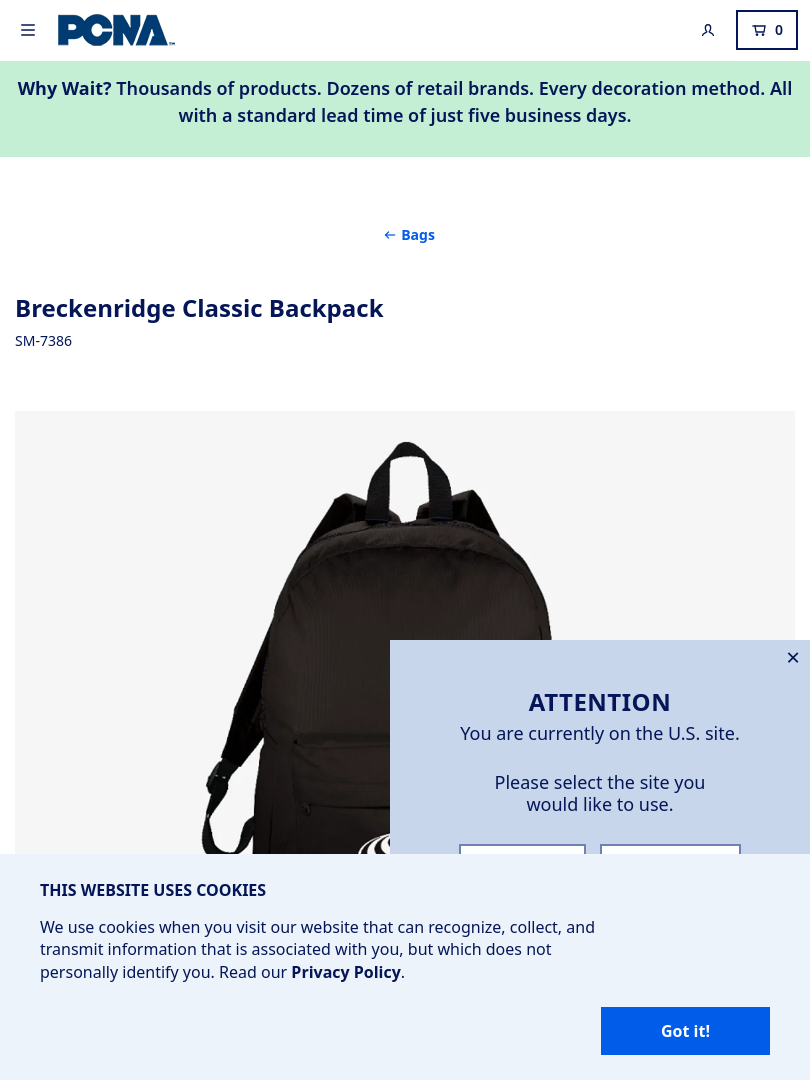 PCNA™
0
Why Wait? Thousands of products. Dozens of retail brands. Every decoration method. All
with a standard lead time of just five business days.
← Bags
Breckenridge Classic Backpack
SM-7386
ATTENTION
You are currently on the U.S. site.
Please select the site you
would like to use.
THIS WEBSITE USES COOKIES
We use cookies when you visit our website that can recognize, collect, and
transmit information that is associated with you, but which does not
personally identify you. Read our Privacy Policy.
Got it!